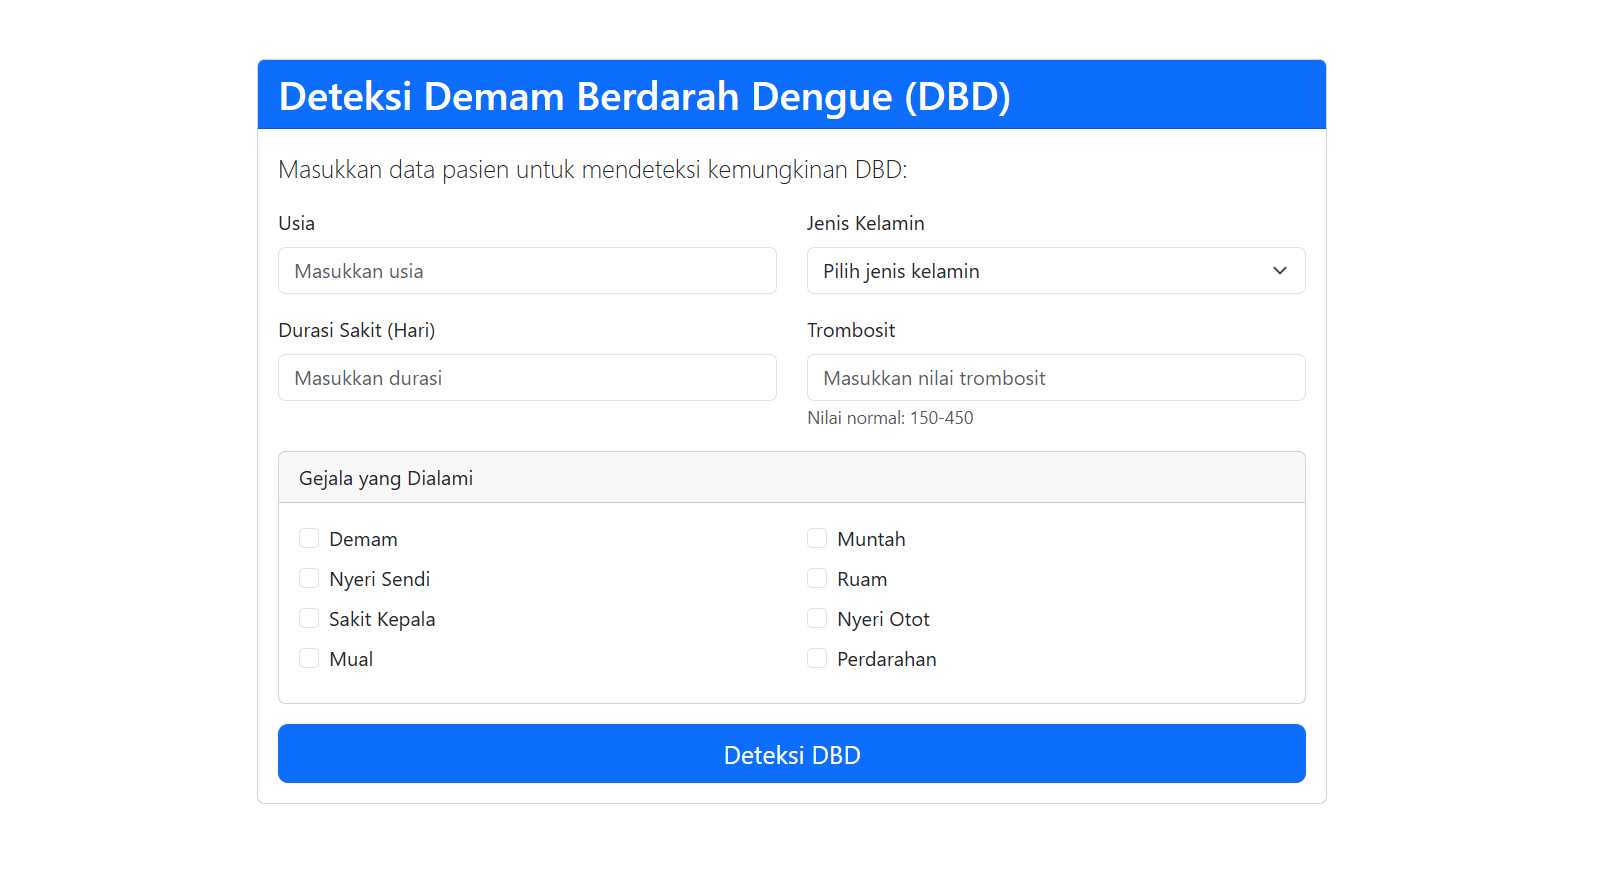 Deteksi Demam Berdarah Dengue (DBD)
Masukkan data pasien untuk mendeteksi kemungkinan DBD:
Usia
Masukkan usia
Jenis Kelamin
Pilih jenis kelamin
Durasi Sakit (Hari)
Masukkan durasi
Trombosit
Masukkan nilai trombosit
Nilai normal: 150-450
Gejala yang Dialami
Demam
Nyeri Sendi
Sakit Kepala
Mual
Muntah
Ruam
Nyeri Otot
Perdarahan
Deteksi DBD